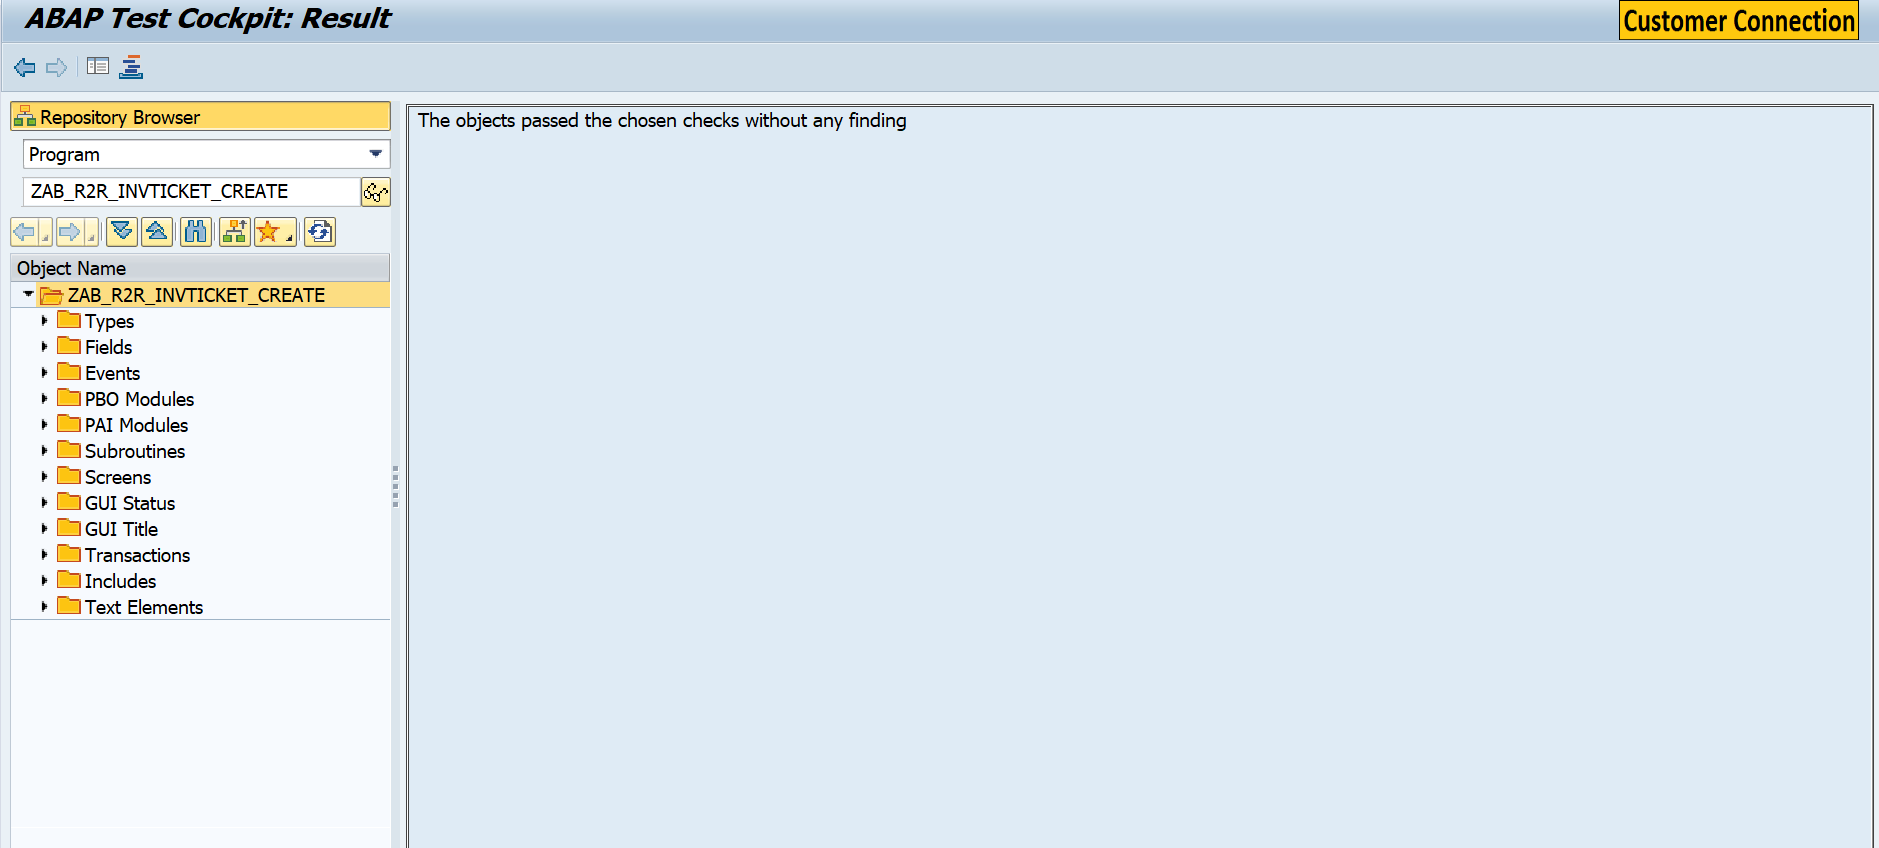 ABAP Test Cockpit: Result
Customer Connection
Repository Browser
Program
ZAB_R2R_INVTICKET_CREATE
Object Name
ZAB_R2R_INVTICKET_CREATE
Types
Fields
Events
PBO Modules
PAI Modules
Subroutines
Screens
GUI Status
GUI Title
Transactions
Includes
Text Elements
The objects passed the chosen checks without any finding